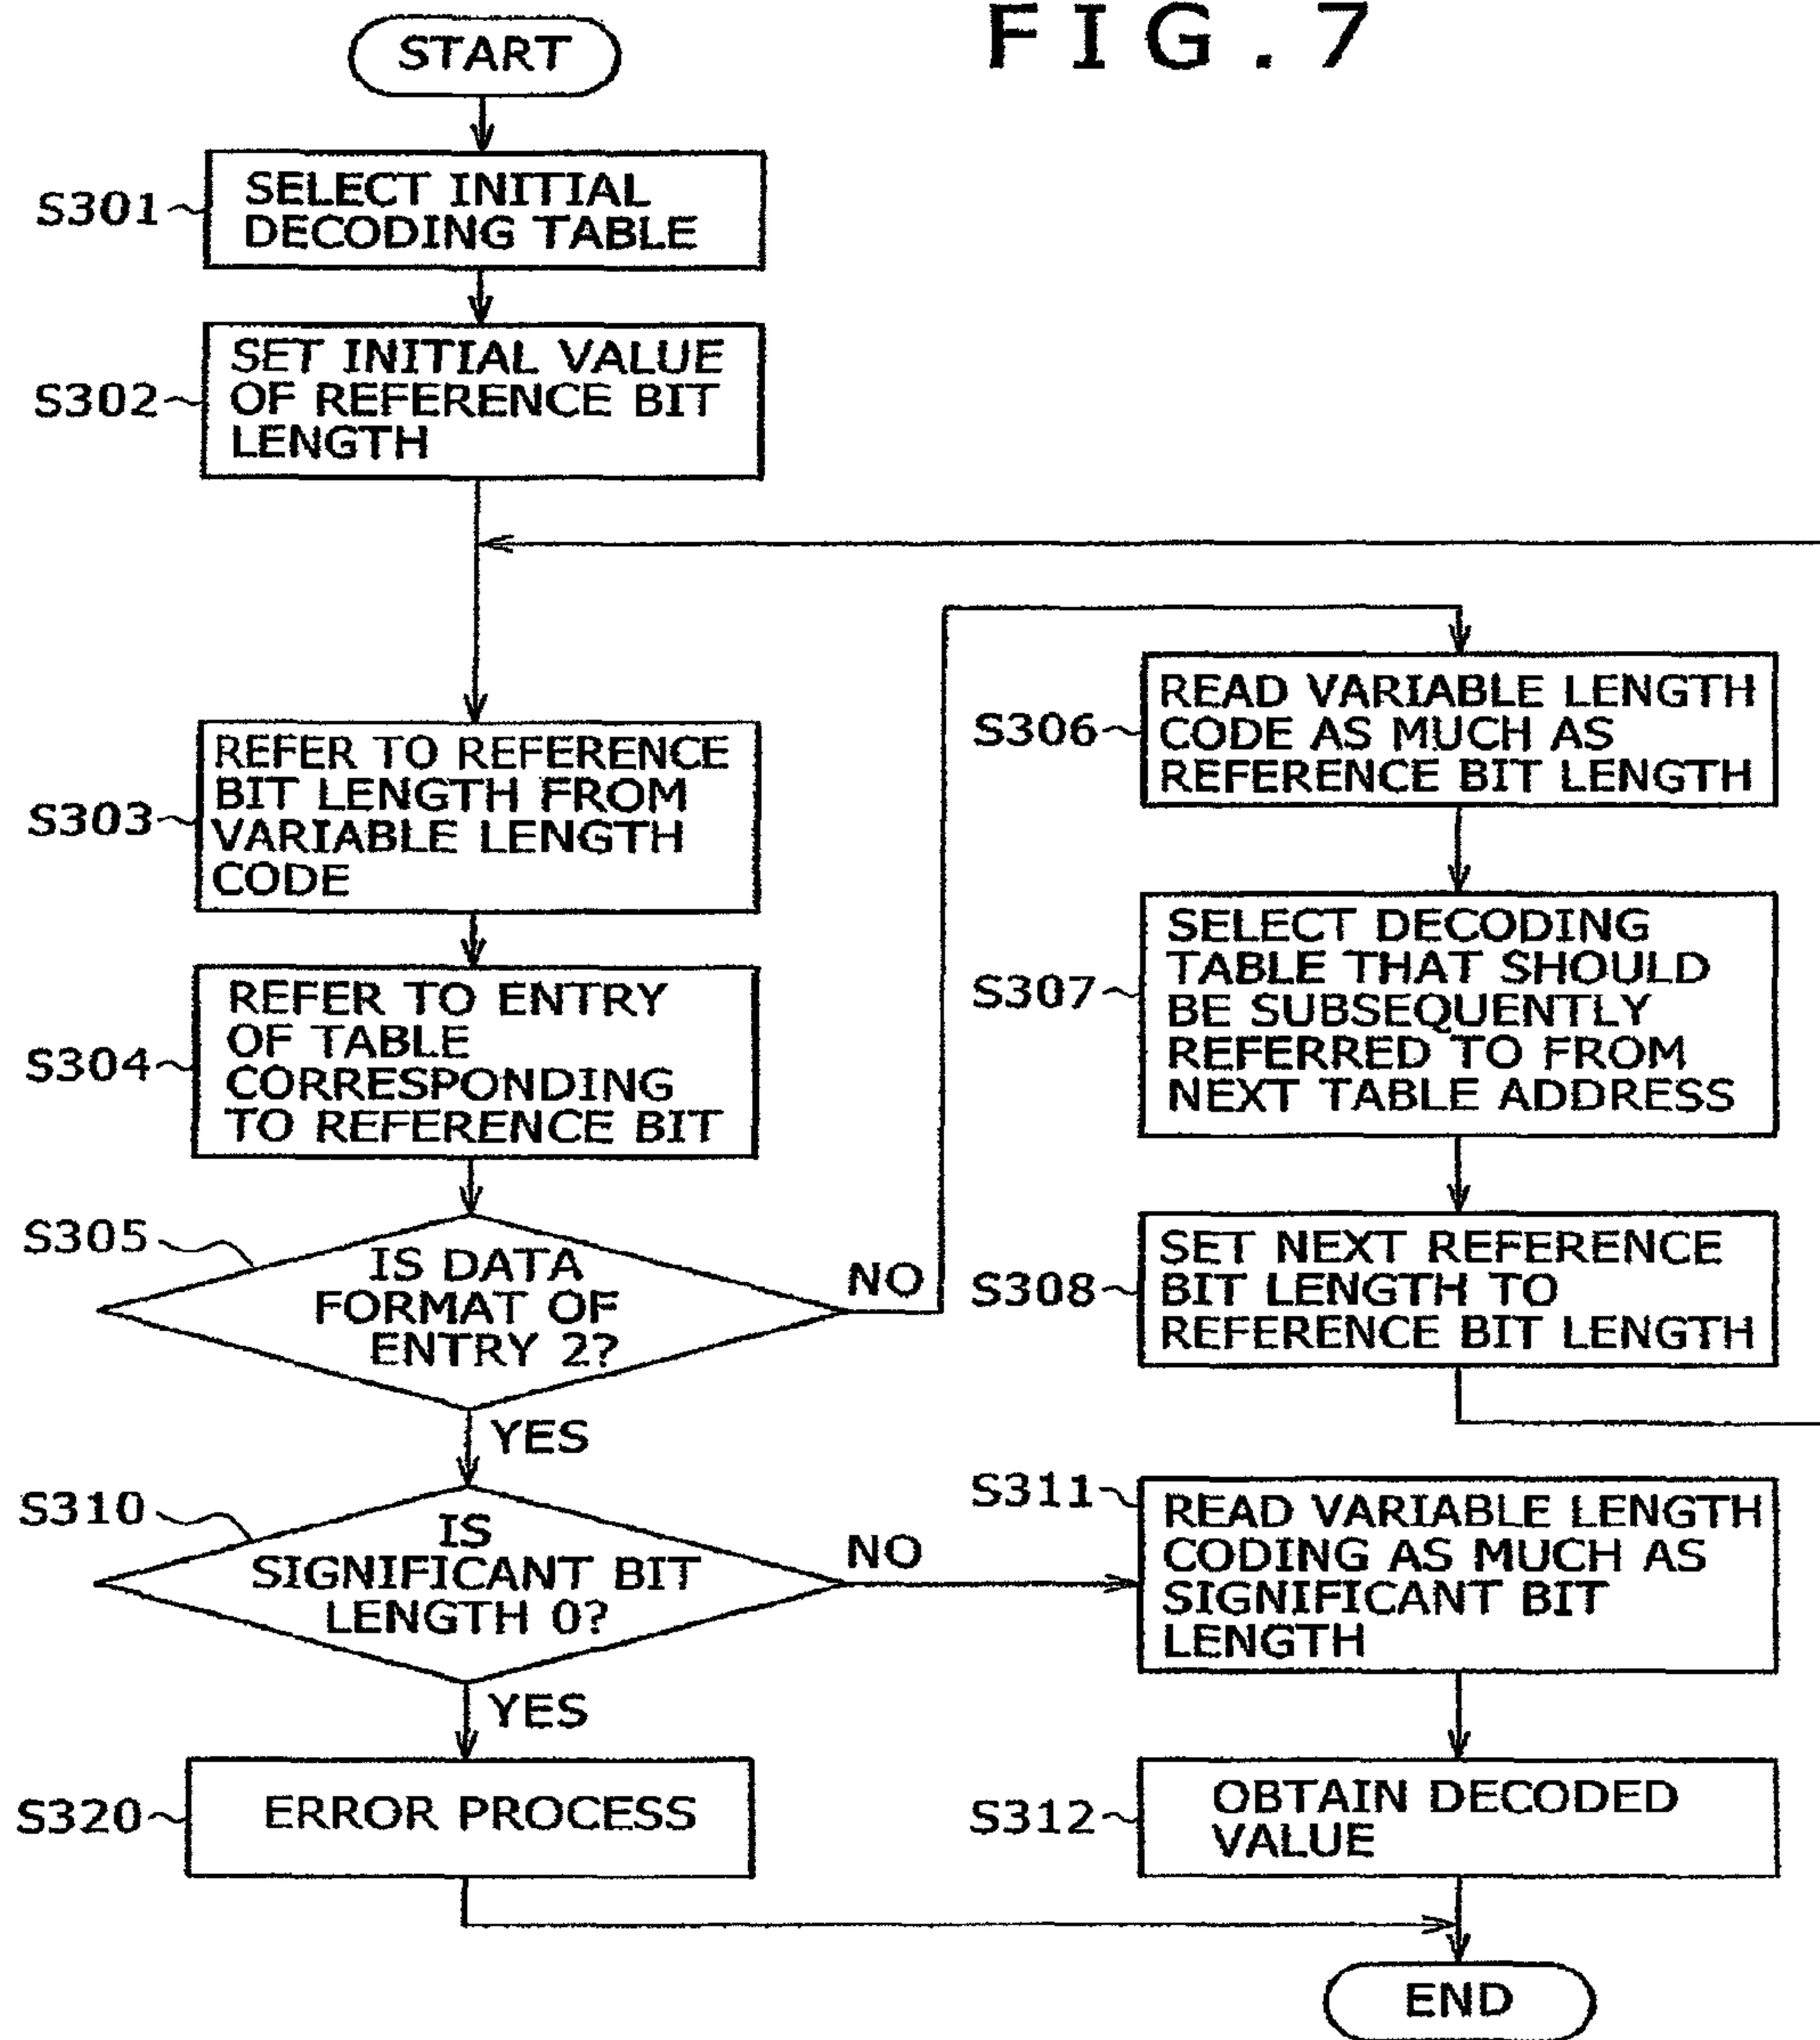 FIG. 7
START
S301
SELECT INITIAL
DECODING TABLE
S302
SET INITIAL VALUE
OF REFERENCE BIT
LENGTH
S303
REFER TO REFERENCE
BIT LENGTH FROM
VARIABLE LENGTH
CODE
S304
REFER TO ENTRY
OF TABLE
CORRESPONDING
TO REFERENCE BIT
S305
IS DATA
FORMAT OF
ENTRY 2?
NO
YES
S306
READ VARIABLE LENGTH
CODE AS MUCH AS
REFERENCE BIT LENGTH
S307
SELECT DECODING
TABLE THAT SHOULD
BE SUBSEQUENTLY
REFERRED TO FROM
NEXT TABLE ADDRESS
S308
SET NEXT REFERENCE
BIT LENGTH TO
REFERENCE BIT LENGTH
S310
IS
SIGNIFICANT BIT
LENGTH 0?
NO
YES
S311
READ VARIABLE LENGTH
CODING AS MUCH AS
SIGNIFICANT BIT
LENGTH
S320
ERROR PROCESS
S312
OBTAIN DECODED
VALUE
END